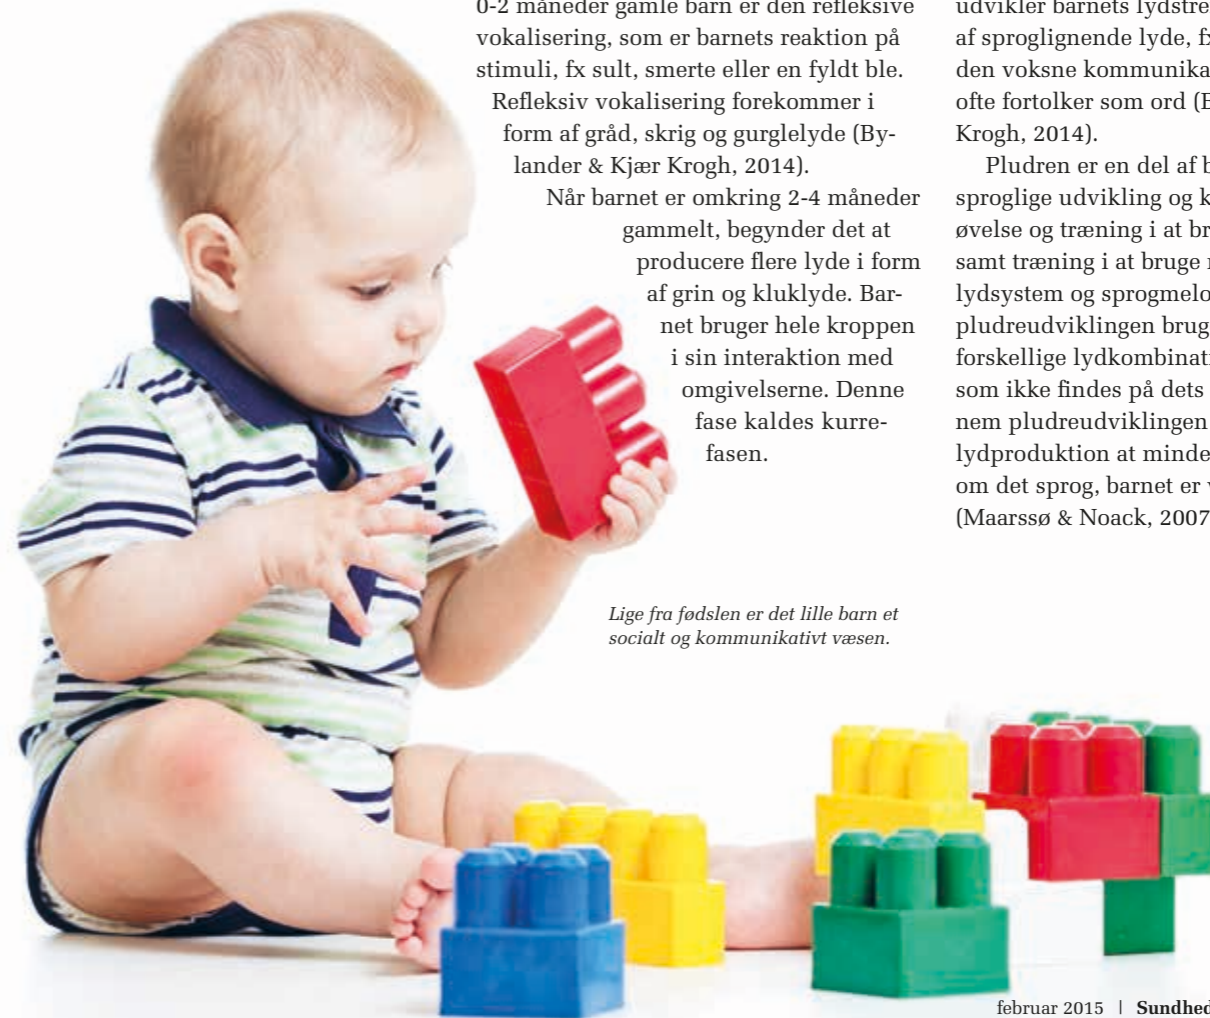 0-2 måneder gamle barn er den refleksive
vokalisering, som er barnets reaktion på
stimuli, fx sult, smerte eller en fyldt ble.
Refleksiv vokalisering forekommer i
form af gråd, skrig og gurglelyde (By-
lander & Kjær Krogh, 2014).
Når barnet er omkring 2-4 måneder
gammelt, begynder det at
producere flere lyde i form
af grin og kluklyde. Bar-
net bruger hele kroppen
i sin interaktion med
omgivelserne. Denne
fase kaldes kurre-
fasen.
udvikler barnets lydstre
af sproglignende lyde, fx
den voksne kommunika
ofte fortolker som ord (B
Krogh, 2014).
Pludren er en del af b
sproglige udvikling og k
øvelse og træning i at br
samt træning i at bruge
lydsystem og sprogmelo
pludreudviklingen brug
forskellige lydkombinat
som ikke findes på dets
nem pludreudviklingen
lydproduktion at minde
om det sprog, barnet er
(Maarssø & Noack, 2007
Lige fra fødslen er det lille barn et
socialt og kommunikativt væsen.
februar 2015 | Sundhed